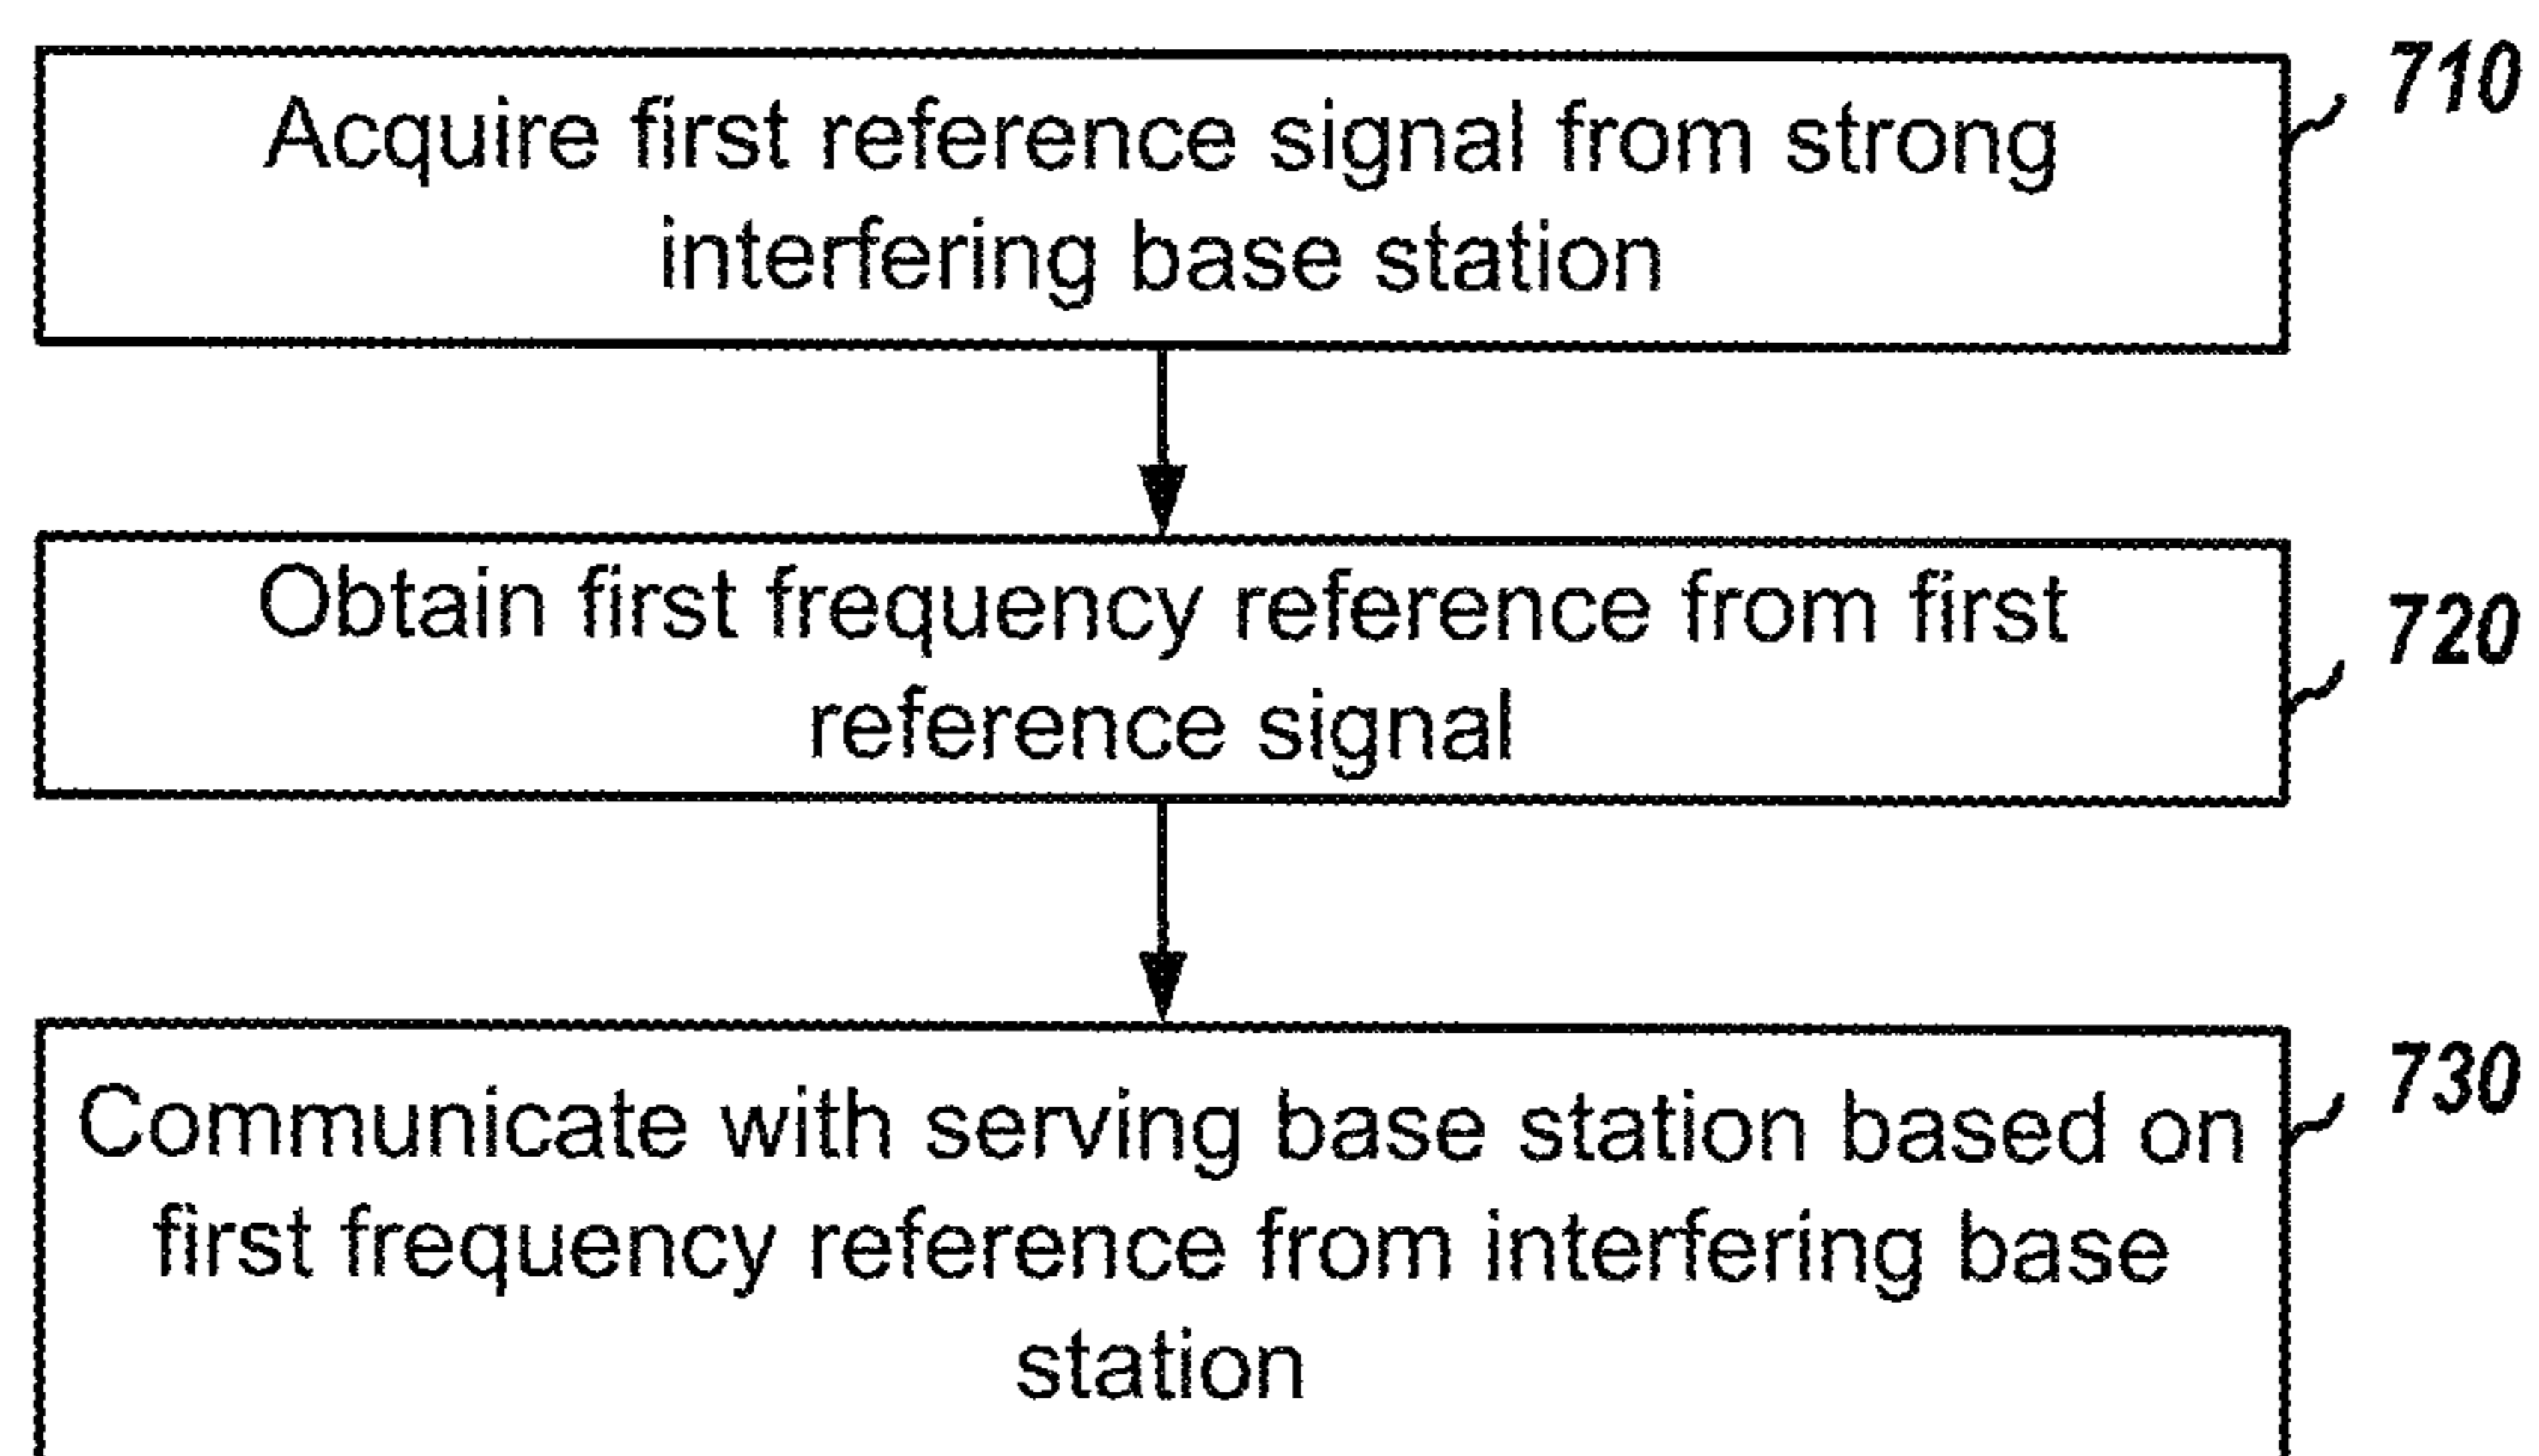 Acquire first reference signal from strong
interfering base station
710
Obtain first frequency reference from first
reference signal
720
Communicate with serving base station based on
first frequency reference from interfering base
station
730